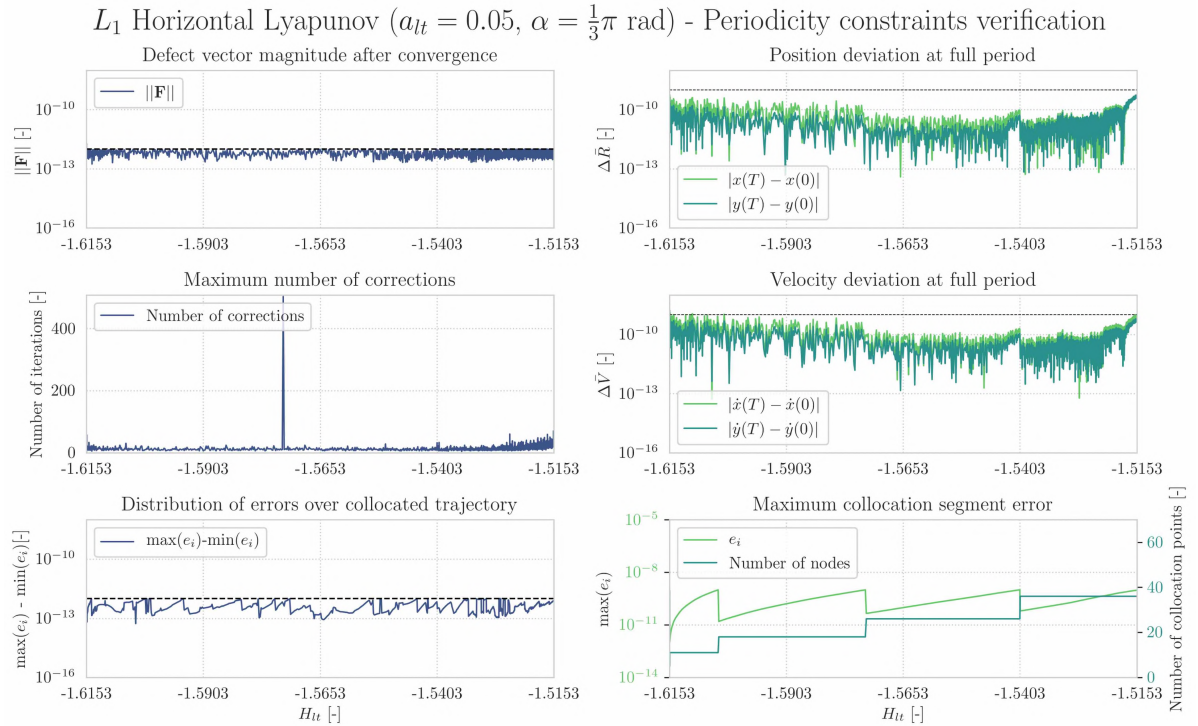 L₁ Horizontal Lyapunov (a_lt = 0.05, α = ⅓π rad) - Periodicity constraints verification
Defect vector magnitude after convergence
||F||
||F|| [-]
10⁻¹⁰
10⁻¹³
10⁻¹⁶
-1.6153 -1.5903 -1.5653 -1.5403 -1.5153
Position deviation at full period
ΔR̄ [-]
10⁻¹⁰
10⁻¹³
10⁻¹⁶
|x(T) − x(0)|
|y(T) − y(0)|
-1.6153 -1.5903 -1.5653 -1.5403 -1.5153
Maximum number of corrections
Number of corrections
Number of iterations [-]
400
200
0
-1.6153 -1.5903 -1.5653 -1.5403 -1.5153
Velocity deviation at full period
ΔV̄ [-]
10⁻¹⁰
10⁻¹³
10⁻¹⁶
|ẋ(T) − ẋ(0)|
|ẏ(T) − ẏ(0)|
-1.6153 -1.5903 -1.5653 -1.5403 -1.5153
Distribution of errors over collocated trajectory
max(eᵢ)-min(eᵢ)
max(eᵢ) - min(eᵢ)[-]
10⁻¹⁰
10⁻¹³
10⁻¹⁶
-1.6153 -1.5903 -1.5653 -1.5403 -1.5153
H_lt [-]
Maximum collocation segment error
eᵢ
Number of nodes
max(eᵢ)
10⁻⁵
10⁻⁸
10⁻¹¹
10⁻¹⁴
60
40
20
0
Number of collocation points [-]
-1.6153 -1.5903 -1.5653 -1.5403 -1.5153
H_lt [-]